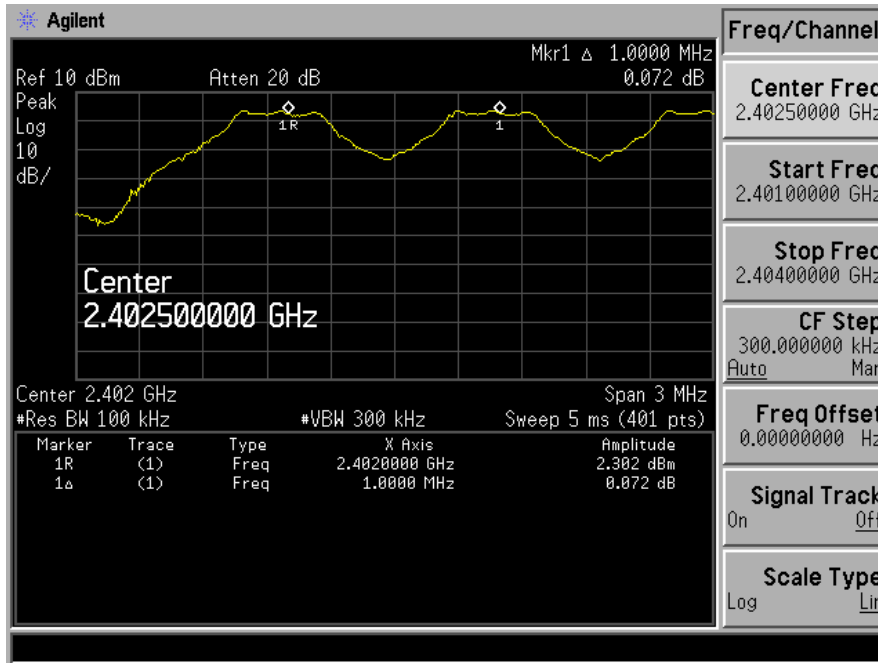 Agilent
Freq/Channel
Mkr1 Δ 1.0000 MHz
Ref 10 dBm Atten 20 dB 0.072 dB
Peak
Log
10
dB/
1R
1
Center
2.402500000 GHz
Center 2.402 GHz Span 3 MHz
#Res BW 100 kHz #VBW 300 kHz Sweep 5 ms (401 pts)
Marker Trace Type X Axis Amplitude
1R (1) Freq 2.4020000 GHz 2.302 dBm
1Δ (1) Freq 1.0000 MHz 0.072 dB
Center Freq
2.40250000 GHz
Start Freq
2.40100000 GHz
Stop Freq
2.40400000 GHz
CF Step
300.000000 kHz
Auto Man
Freq Offset
0.00000000 Hz
Signal Track
On Off
Scale Type
Log Lin